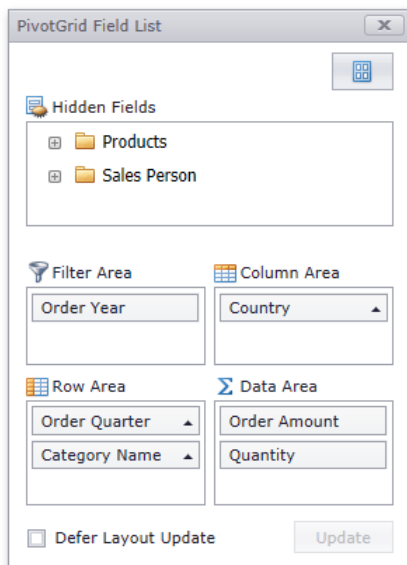 PivotGrid Field List
Hidden Fields
Products
Sales Person
Filter Area
Column Area
Order Year
Country
Row Area
Data Area
Order Quarter
Order Amount
Category Name
Quantity
Defer Layout Update
Update